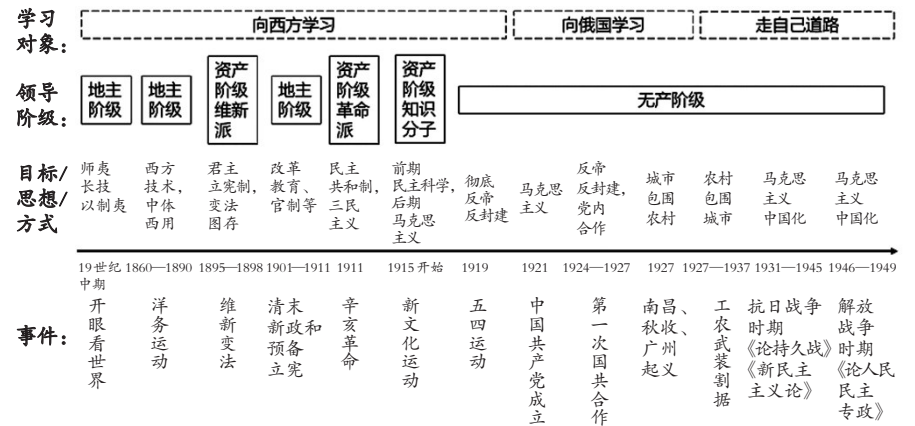 学习
对象：
向西方学习
向俄国学习
走自己道路
领导
阶级：
地主
阶级
地主
阶级
资产
阶级
维新
派
地主
阶级
资产
阶级
革命
派
资产
阶级
知识
分子
无产阶级
目标/
思想/
方式
师夷
长技
以制夷
西方
技术，
中体
西用
君主
立宪制，
变法
图存
改革
教育、
官制等
民主
共和制，
三民
主义
前期
民主科学，
后期
马克思
主义
彻底
反帝
反封建
马克思
主义
反帝
反封建，
党内
合作
城市
包围
农村
农村
包围
城市
马克思
主义
中国化
马克思
主义
中国化
19世纪
中期
1860—1890
1895—1898
1901—1911
1911
1915开始
1919
1921
1924—1927
1927
1927—1937
1931—1945
1946—1949
事件：
开眼看世界
洋务运动
维新变法
清末
新政和
预备
立宪
辛亥革命
新文化运动
五四运动
中国共产党成立
第一次国共合作
南昌、
秋收、
广州
起义
工农武装割据
抗日战争
时期
《论持久战》
《新民主
主义论》
解放
战争
时期
《论人民
民主
专政》